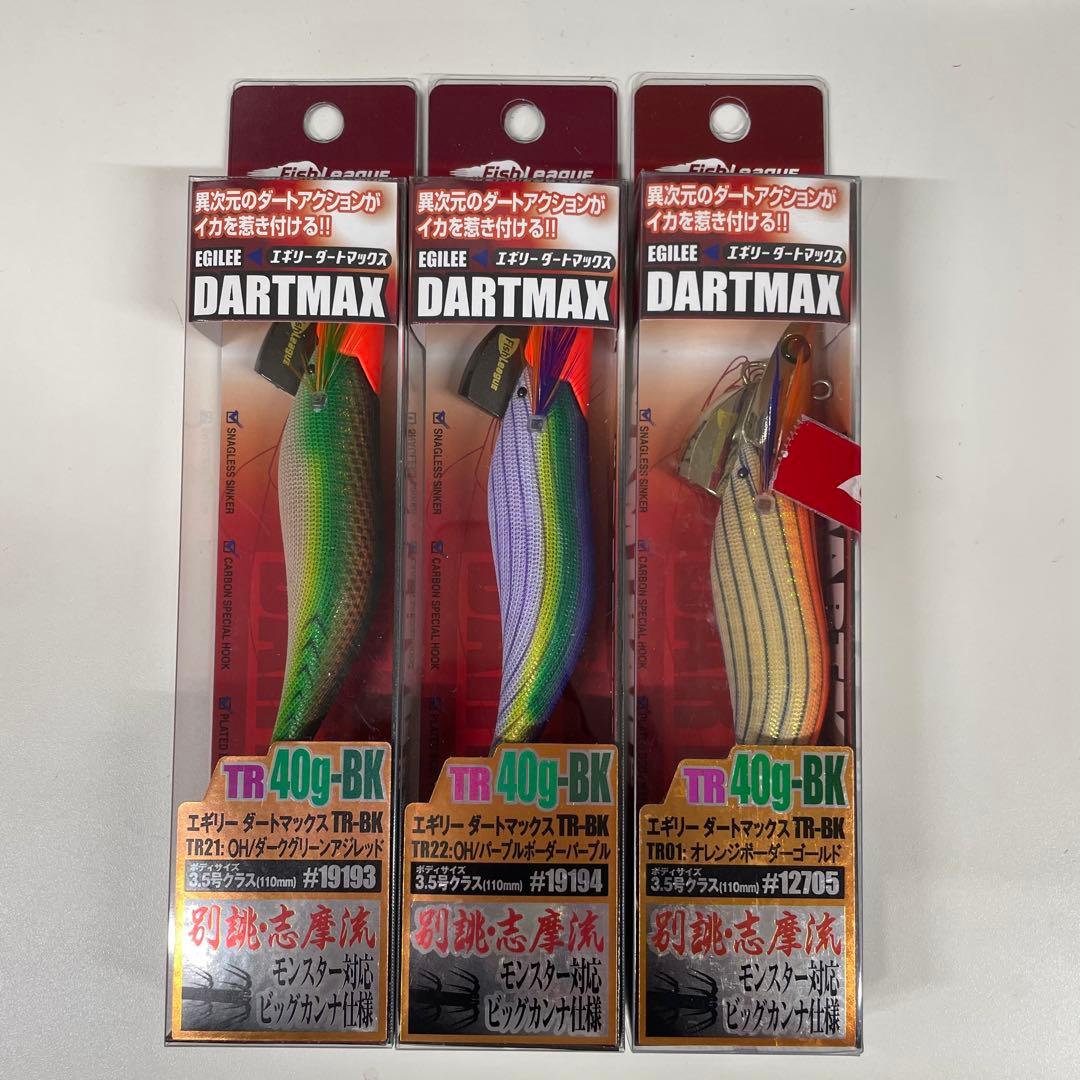 Fish League
異次元のダートアクションが
イカを惹き付ける!!
EGILEE エギリーダートマックス
DARTMAX
FishLeague
SNAGLESS SINKER
CARBON SPECIAL HOOK
PLATED
TR 40g-BK
エギリー ダートマックス TR-BK
TR21: OH/ダークグリーンアジレッド
ボディサイズ
3.5号クラス(110mm) #19193
別誂・志摩流
モンスター対応
ビッグカンナ仕様
Fish League
異次元のダートアクションが
イカを惹き付ける!!
EGILEE エギリーダートマックス
DARTMAX
FishLeague
SNAGLESS SINKER
CARBON SPECIAL HOOK
PLATED
TR 40g-BK
エギリー ダートマックス TR-BK
TR22: OH/パープルボーダーパープル
ボディサイズ
3.5号クラス(110mm) #19194
別誂・志摩流
モンスター対応
ビッグカンナ仕様
Fish League
異次元のダートアクションが
イカを惹き付ける!!
EGILEE エギリーダートマックス
DARTMAX
SNAGLESS SINKER
CARBON SPECIAL HOOK
TR 40g-BK
エギリー ダートマックス TR-BK
TR01: オレンジボーダーゴールド
ボディサイズ
3.5号クラス(110mm) #12705
別誂・志摩流
モンスター対応
ビッグカンナ仕様